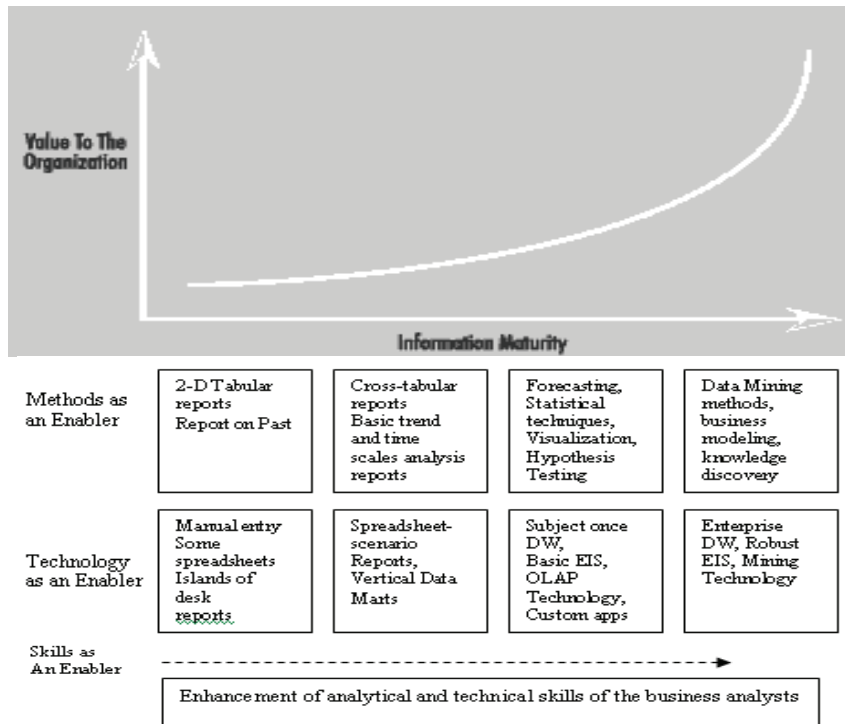 Value To The
Organization
Information Maturity
Methods as
an Enabler
2-D Tabular
reports
Report on Past
Cross-tabular
reports
Basic trend
and time
scales analysis
reports
Forecasting,
Statistical
techniques,
Visualization,
Hypothesis
Testing
Data Mining
methods,
business
modeling,
knowledge
discovery
Technology
as an Enabler
Manual entry
Some
spreadsheets
Islands of
desk
reports
Spreadsheet-
scenario
Reports,
Vertical Data
Marts
Subject once
DW,
Basic EIS,
OLAP
Technology,
Custom apps
Enterprise
DW, Robust
EIS, Mining
Technology
Skills as
An Enabler
Enhancement of analytical and technical skills of the business analysts